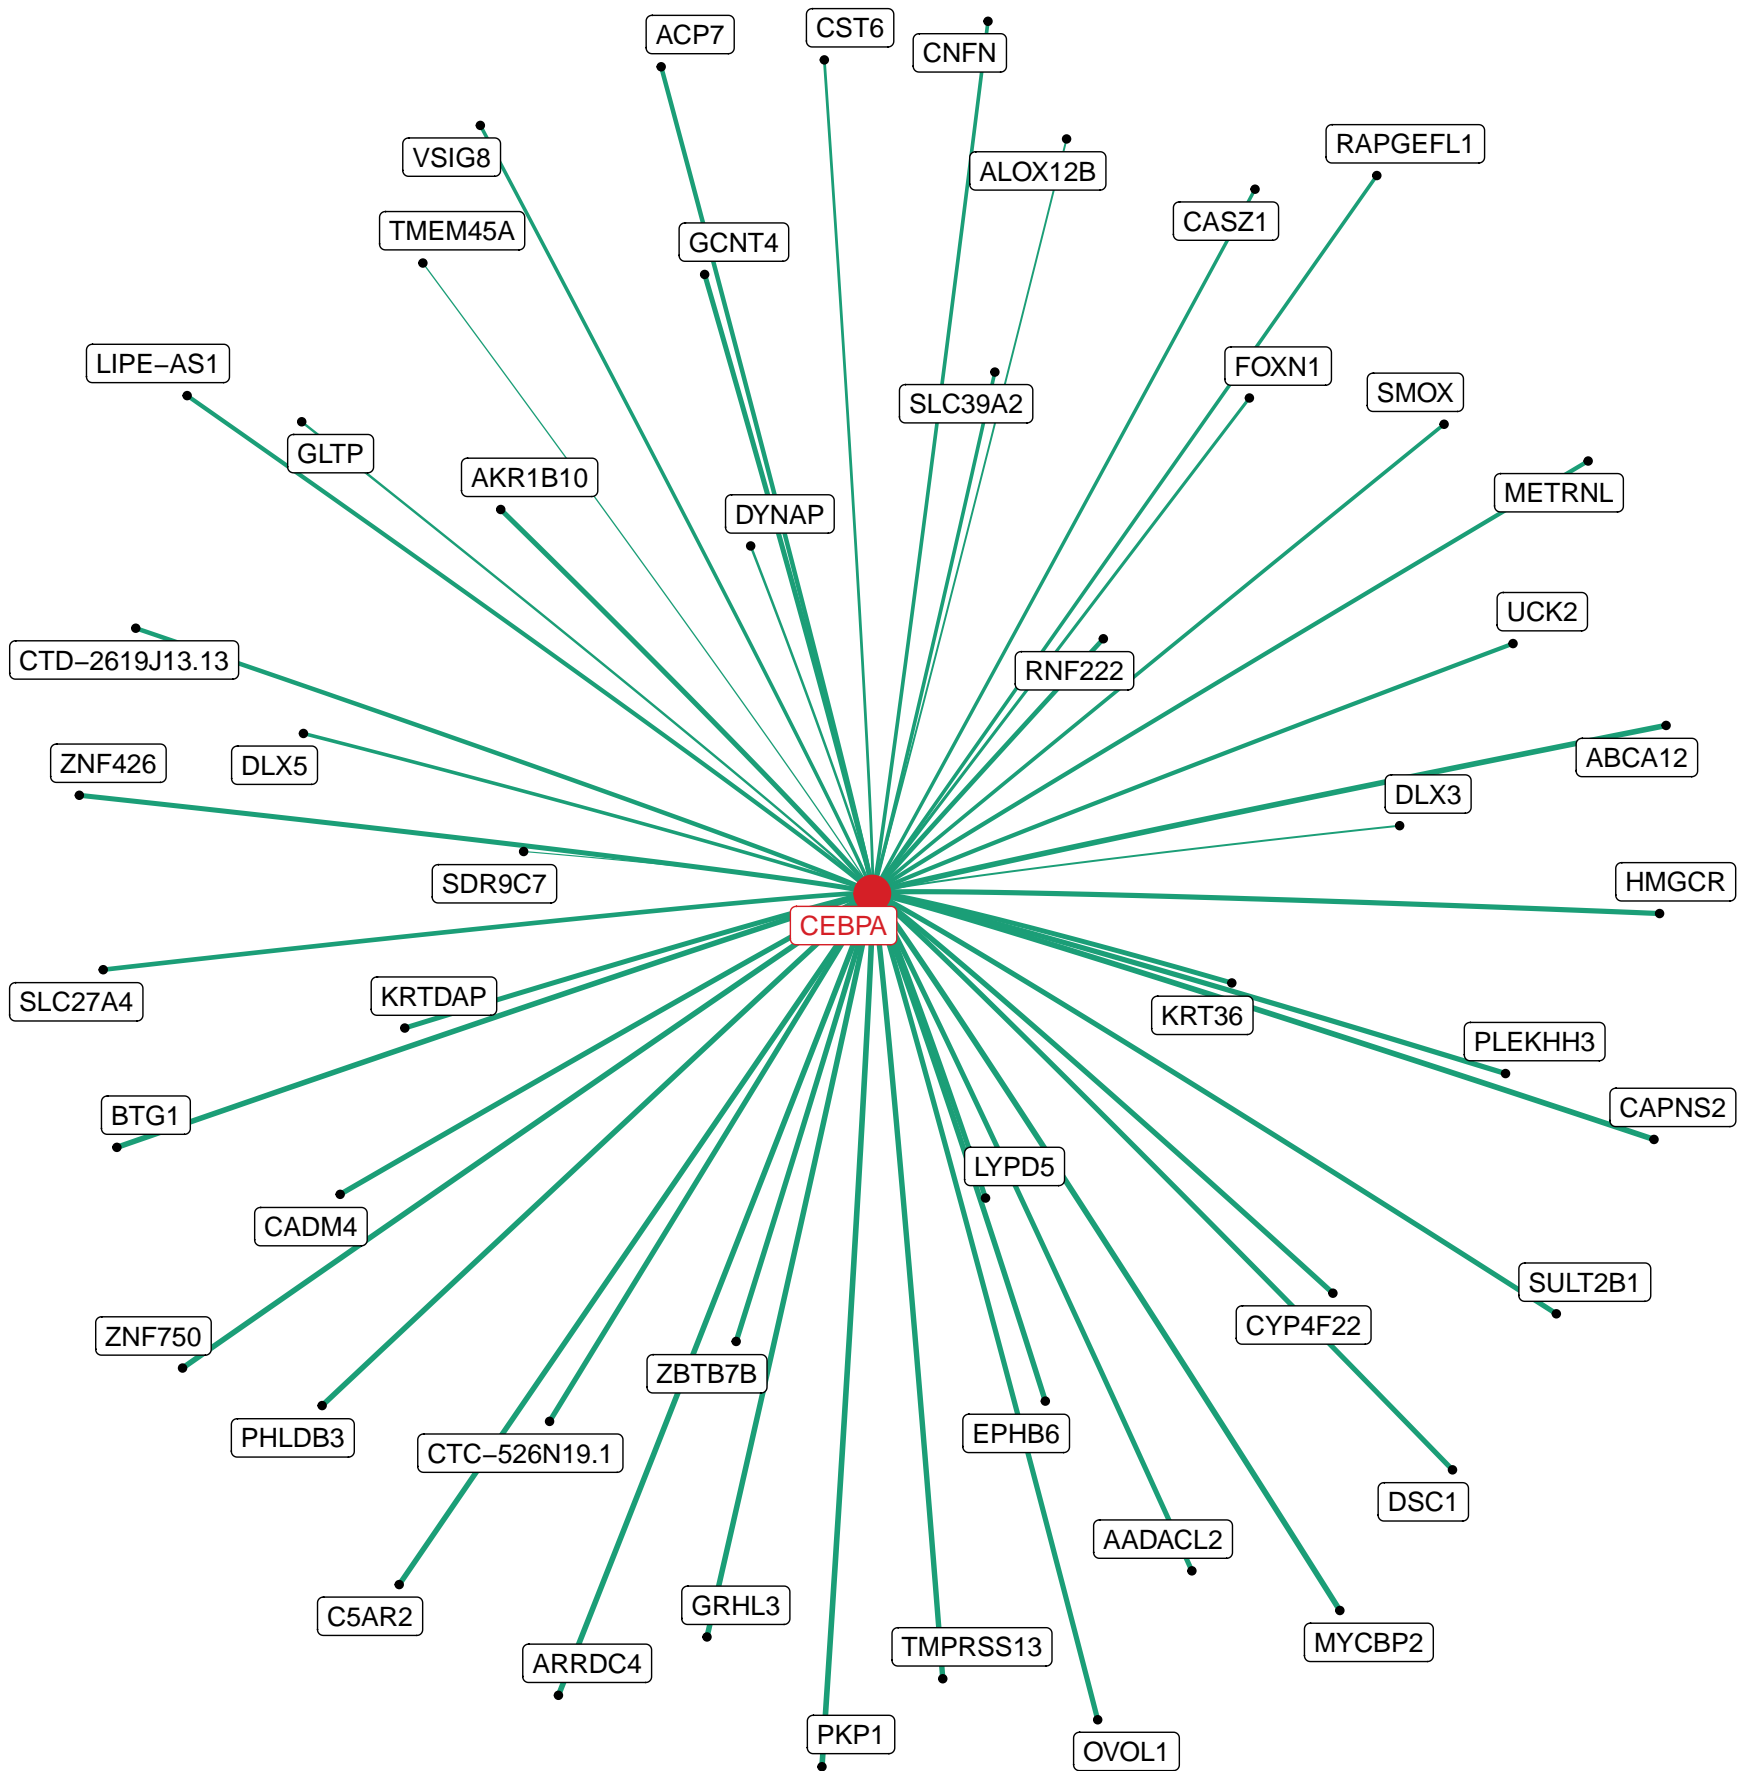 CST6
ACP7
CNFN
RAPGEFL1
VSIG8
ALOX12B
CASZ1
TMEM45A
GCNT4
LIPE−AS1
FOXN1
SMOX
SLC39A2
GLTP
AKR1B10
METRNL
DYNAP
UCK2
CTD−2619J13.13
RNF222
ABCA12
ZNF426
DLX5
DLX3
HMGCR
SDR9C7
CEBPA
KRTDAP
SLC27A4
KRT36
PLEKHH3
CAPNS2
BTG1
LYPD5
CADM4
SULT2B1
CYP4F22
ZNF750
ZBTB7B
EPHB6
PHLDB3
CTC−526N19.1
DSC1
AADACL2
GRHL3
C5AR2
MYCBP2
TMPRSS13
ARRDC4
PKP1
OVOL1